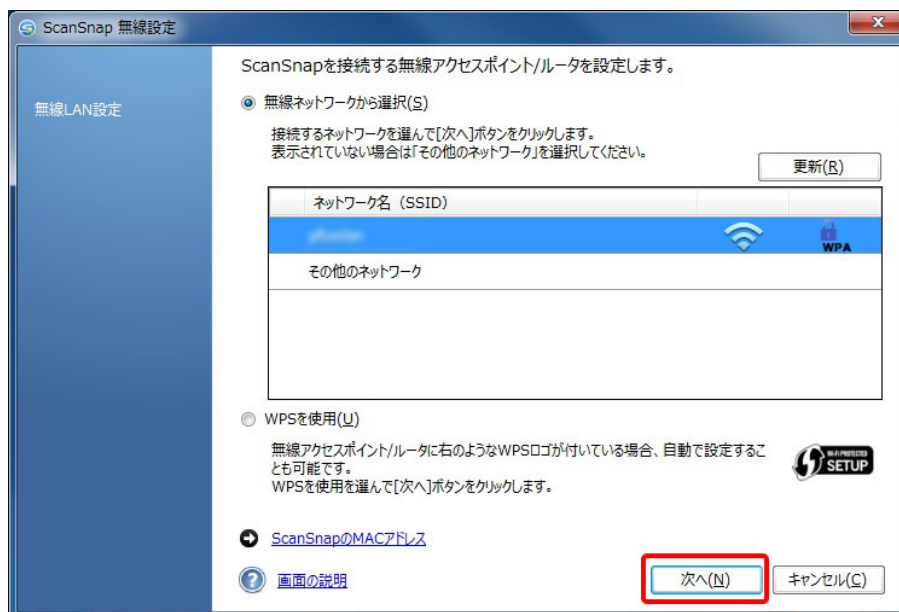 ScanSnap 無線設定
無線LAN設定
ScanSnapを接続する無線アクセスポイント/ルータを設定します。
無線ネットワークから選択(S)
接続するネットワークを選んで[次へ]ボタンをクリックします。
表示されていない場合は「その他のネットワーク」を選択してください。
更新(R)
ネットワーク名（SSID）
WPA
その他のネットワーク
WPSを使用(U)
無線アクセスポイント/ルータに右のようなWPSロゴが付いている場合、自動で設定するこ
とも可能です。
WPSを使用を選んで[次へ]ボタンをクリックします。
WI-FI PROTECTED
SETUP
ScanSnapのMACアドレス
画面の説明
次へ(N)
キャンセル(C)